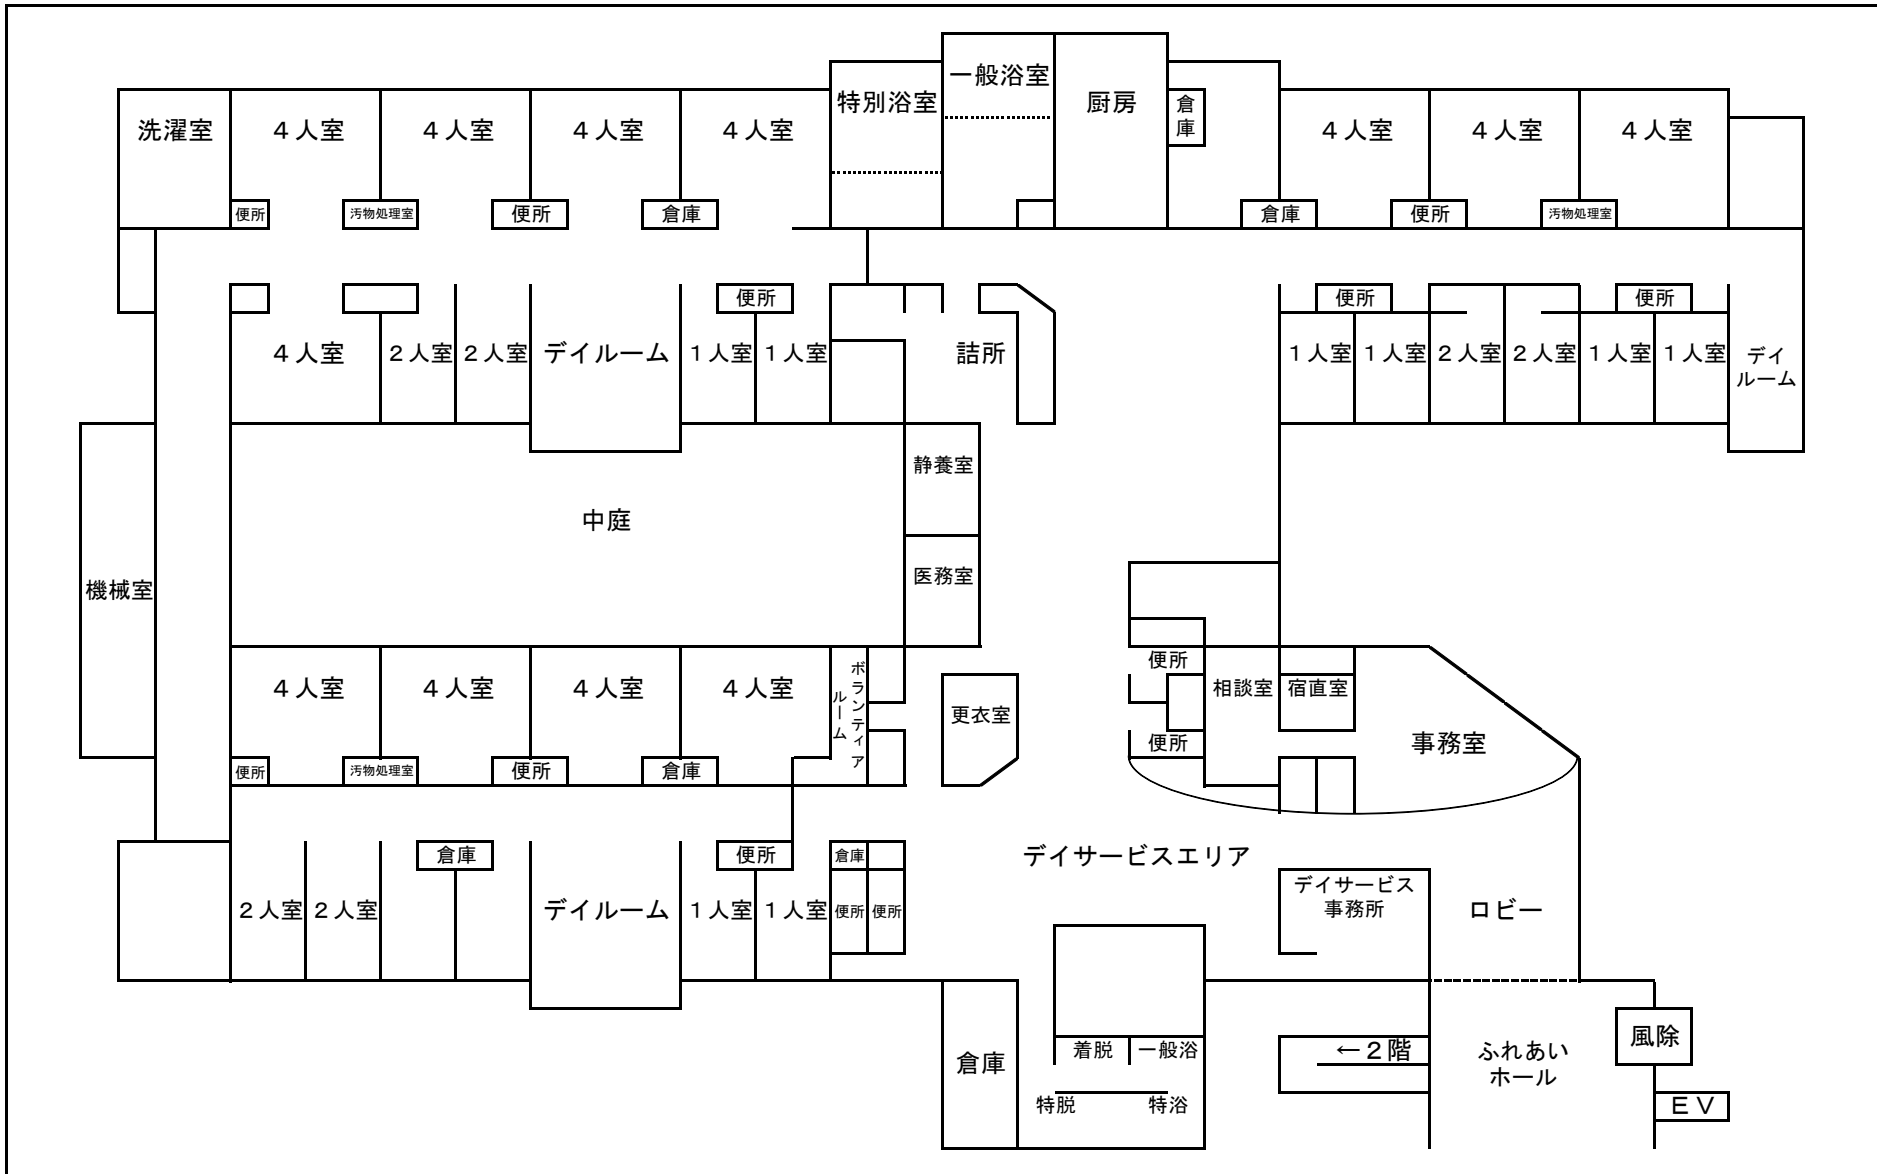 一般浴室
特別浴室
厨房
倉
庫
洗濯室
４人室
４人室
４人室
４人室
４人室
４人室
４人室
便所
汚物処理室
便所
倉庫
倉庫
便所
汚物処理室
便所
便所
便所
４人室
２人室
２人室
デイルーム
１人室
１人室
詰所
１人室
１人室
２人室
２人室
１人室
１人室
デイ
ルーム
静養室
中庭
医務室
機械室
４人室
４人室
４人室
４人室
ボランティア
ルーム
更衣室
便所
相談室
宿直室
便所
事務室
便所
汚物処理室
便所
倉庫
倉庫
便所
倉庫
デイサービスエリア
２人室
２人室
デイルーム
１人室
１人室
便所
便所
デイサービス
事務所
ロビー
倉庫
着脱
一般浴
特脱
特浴
←２階
ふれあい
ホール
風除
ＥＶ